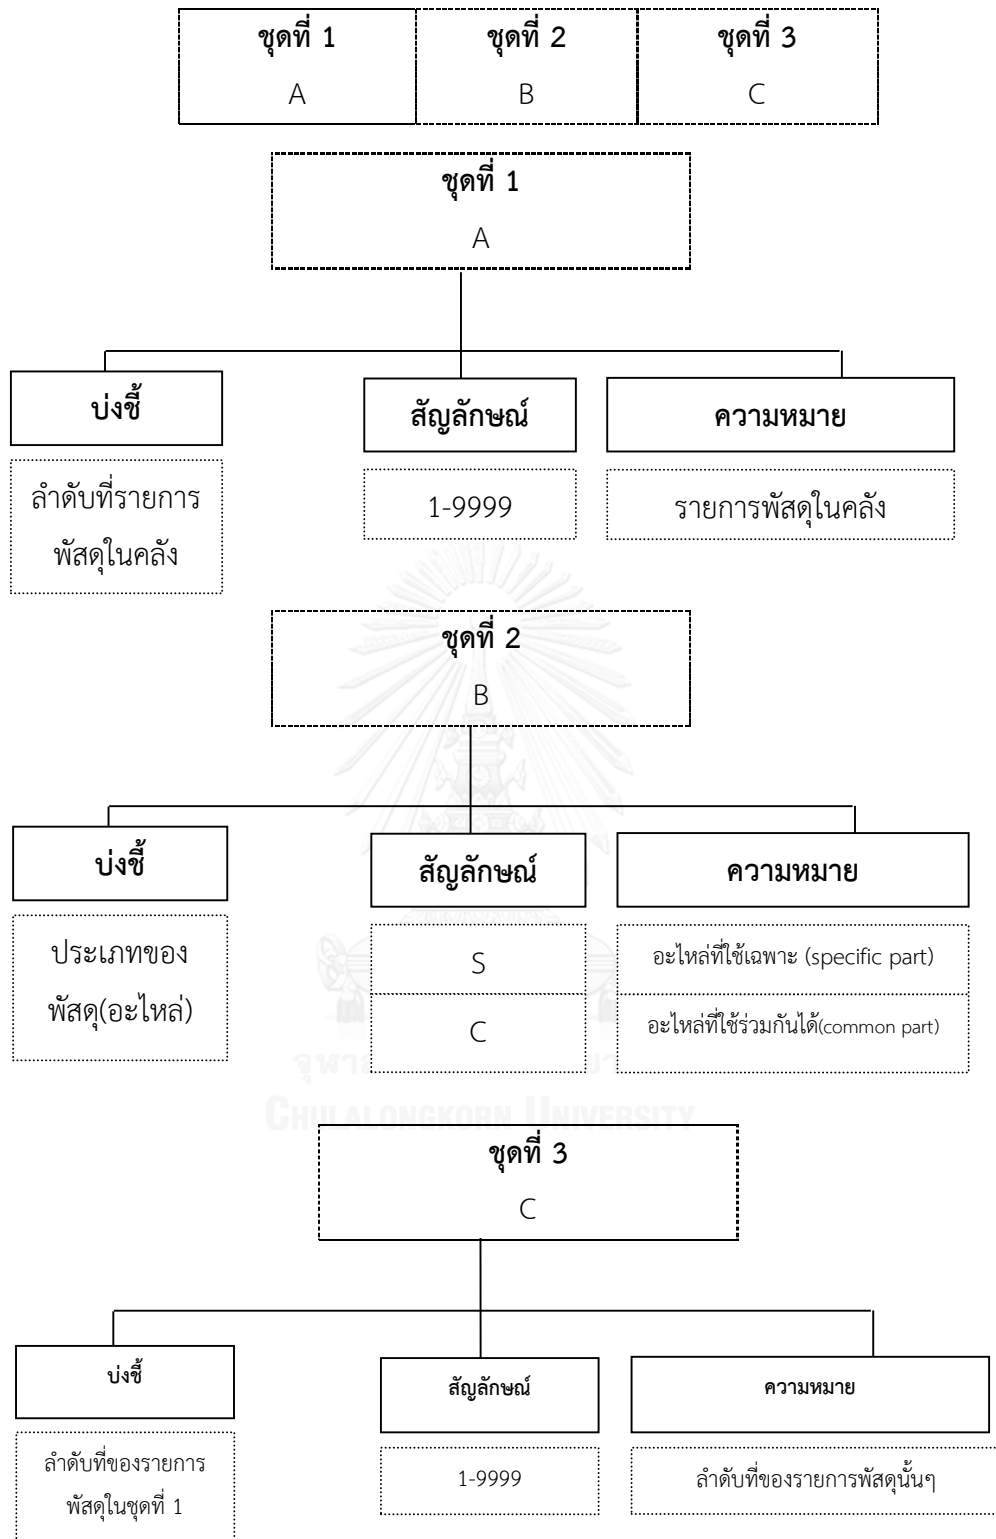 ชุดที่ 1 ชุดที่ 2 ชุดที่ 3
A B C
ชุดที่ 1
A
บ่งชี้ สัญลักษณ์ ความหมาย
ลำดับที่รายการ 1-9999 รายการพัสดุในคลัง
พัสดุในคลัง
ชุดที่ 2
B
บ่งชี้ สัญลักษณ์ ความหมาย
ประเภทของ S อะไหล่ที่ใช้เฉพาะ (specific part)
พัสดุ(อะไหล่) C อะไหล่ที่ใช้ร่วมกันได้(common part)
CHULALONGKORN UNIVERSITY
ชุดที่ 3
C
บ่งชี้ สัญลักษณ์ ความหมาย
ลำดับที่ของรายการ 1-9999 ลำดับที่ของรายการพัสดุนั้นๆ
พัสดุในชุดที่ 1